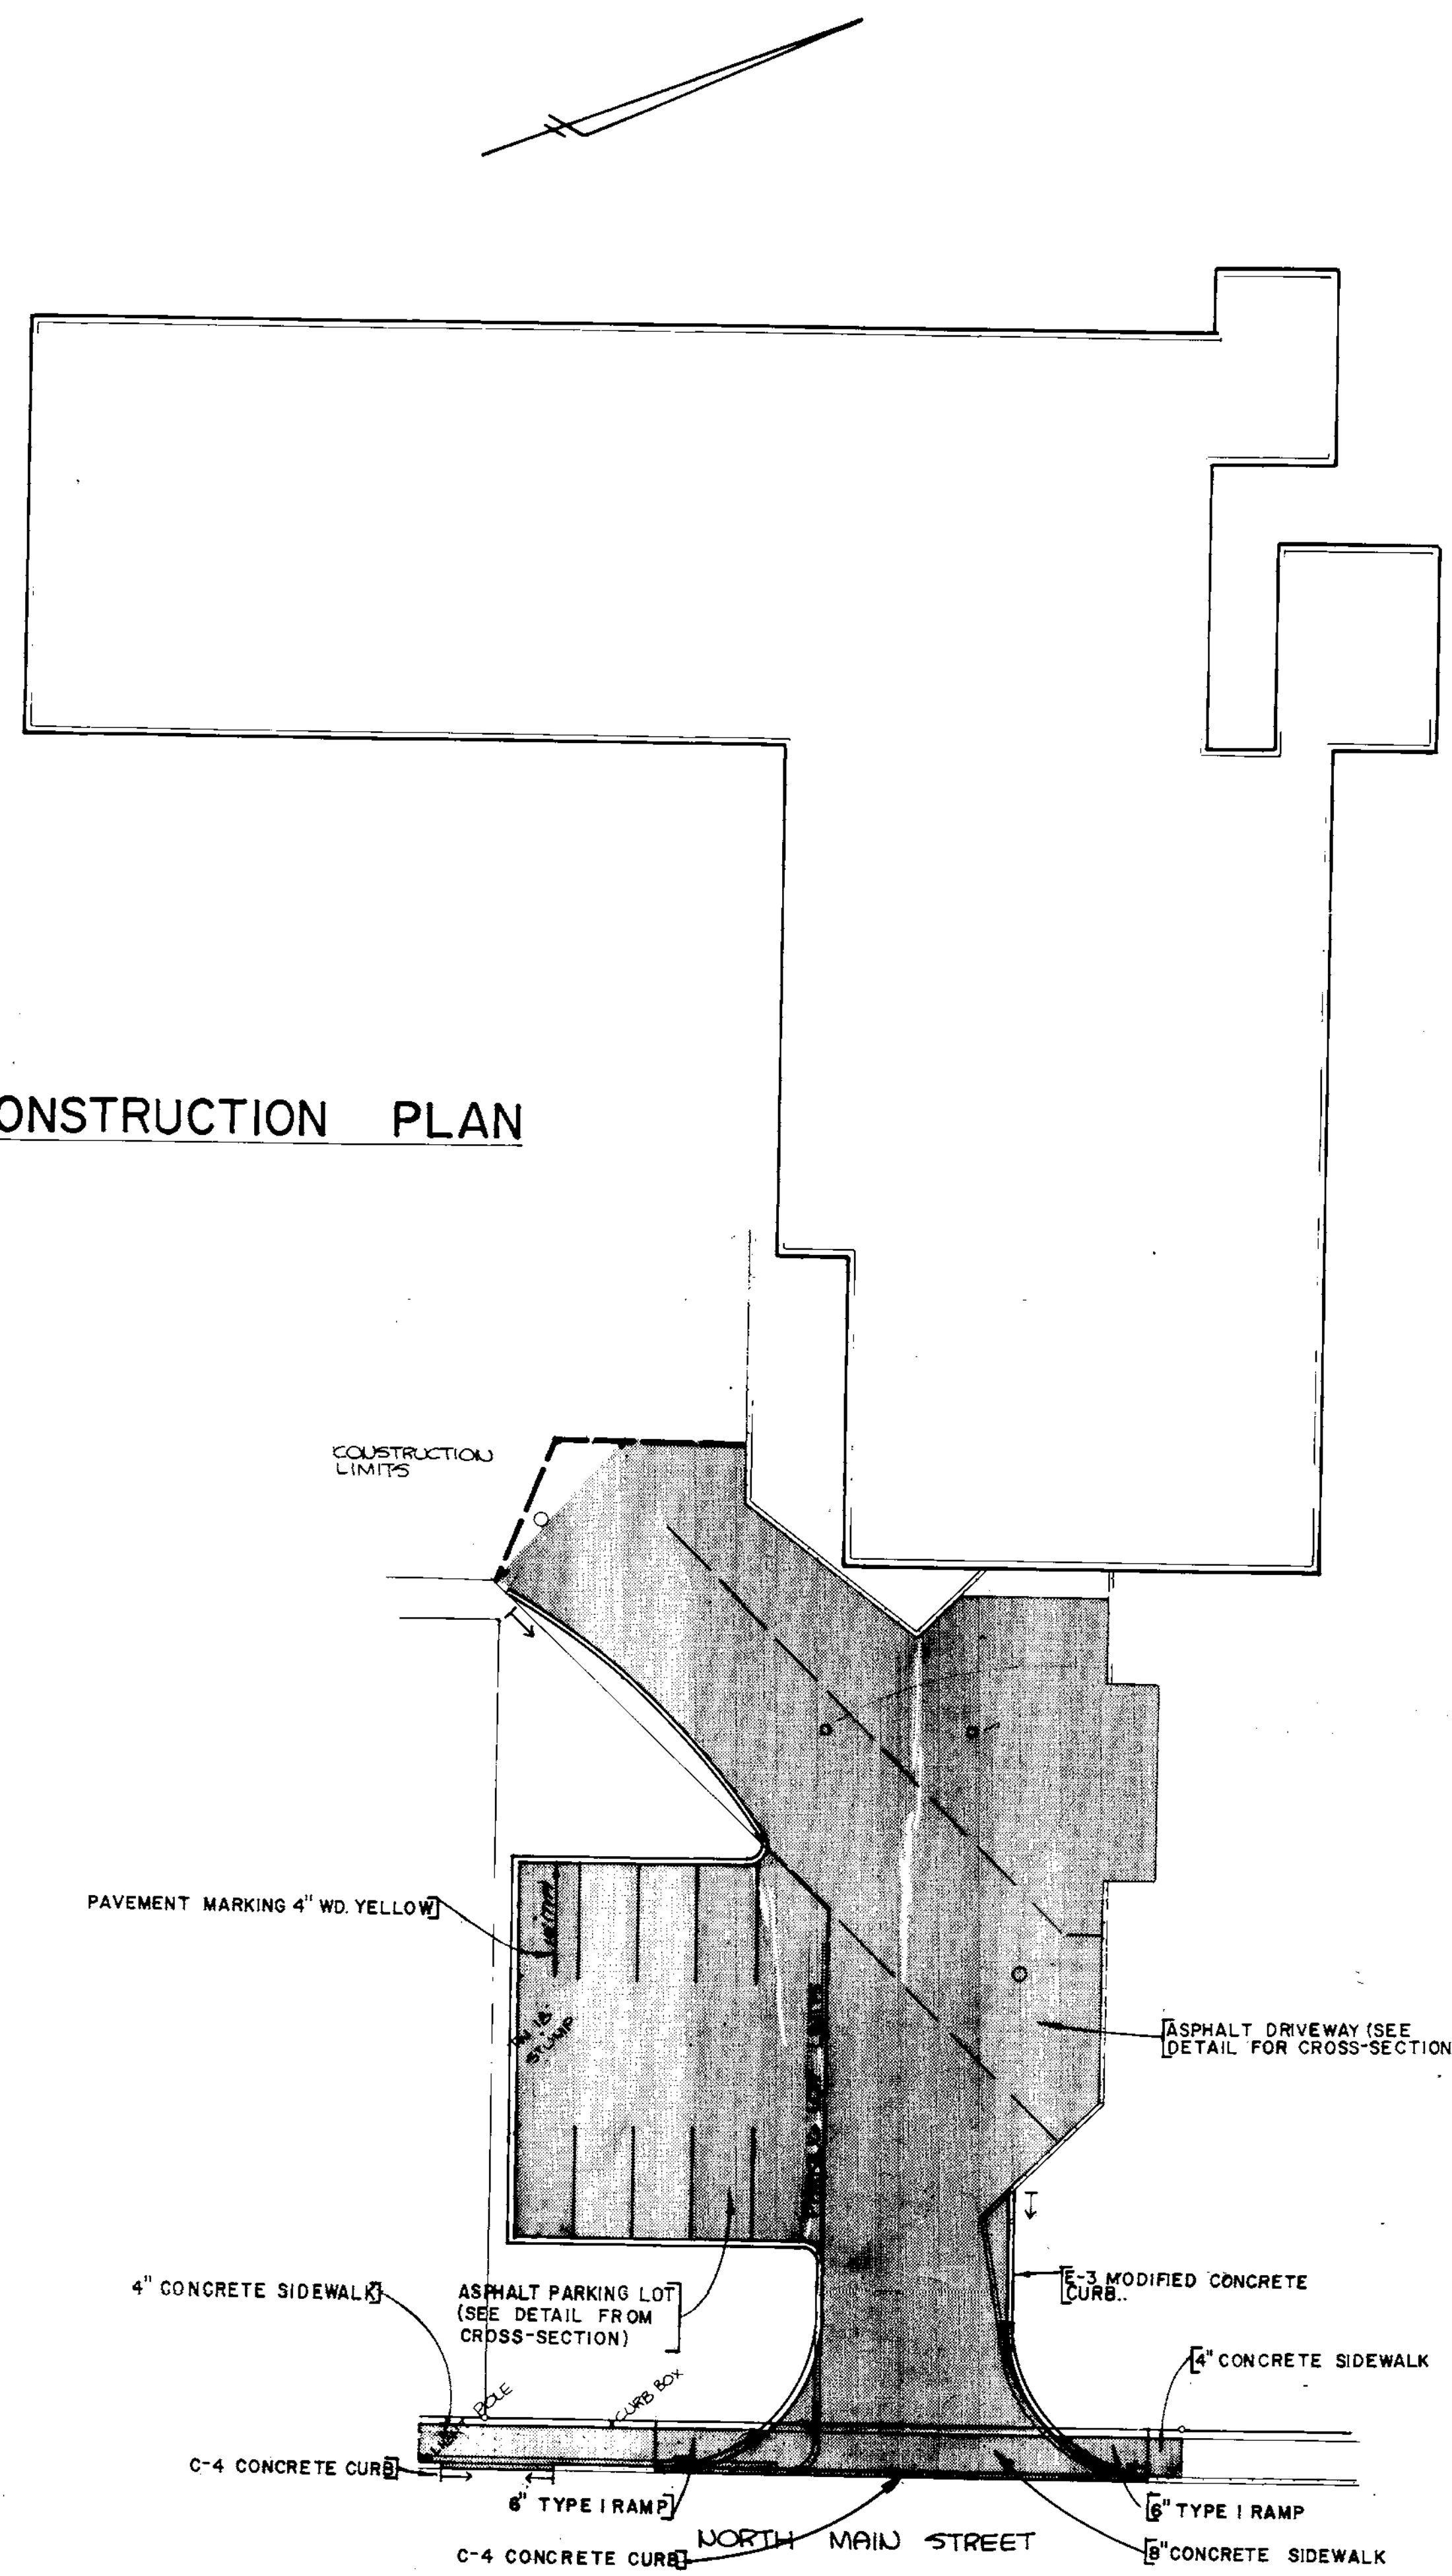 ONSTRUCTION PLAN
CONSTRUCTION
LIMITS
PAVEMENT MARKING 4" WD. YELLOW
STUMP
ASPHALT DRIVEWAY (SEE
DETAIL FOR CROSS-SECTION
E-3 MODIFIED CONCRETE
CURB..
4" CONCRETE SIDEWALK
ASPHALT PARKING LOT
(SEE DETAIL FROM
CROSS-SECTION)
4" CONCRETE SIDEWALK
LIGHT POLE
CURB BOX
C-4 CONCRETE CURB
6" TYPE I RAMP
6" TYPE I RAMP
NORTH MAIN STREET
C-4 CONCRETE CURB
8" CONCRETE SIDEWALK